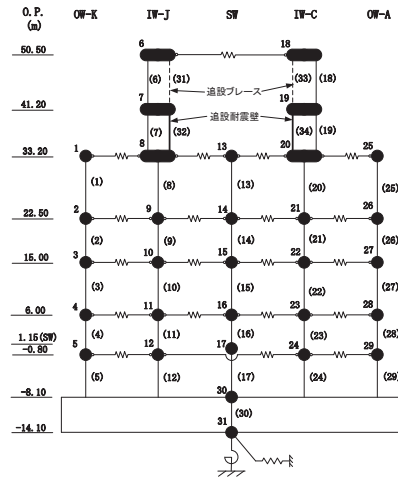 O.P. OW-K IW-J SW IW-C OW-A
(m)
6 18
50.50
(6) (31) (33) (18)
追設ブレース
7 19
41.20
追設耐震壁
(7) (32) (34) (19)
1 8 13 20 25
33.20
(1) (8) (13) (20) (25)
2 9 14 21 26
22.50
(2) (9) (14) (21) (26)
3 10 15 22 27
15.00
(3) (10) (15) (22) (27)
4 11 16 23 28
6.00
(4) (11) (16) (23) (28)
1.15(SW)
5 12 17 24 29
-0.80
(5) (12) (17) (24) (29)
30
-8.10
(30)
31
-14.10